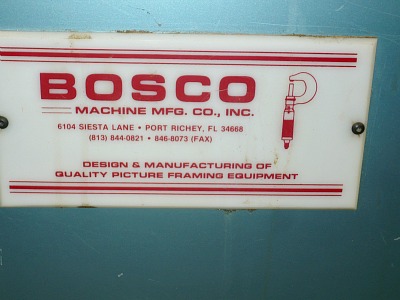 BOSCO
MACHINE MFG. CO., INC.
6104 SIESTA LANE • PORT RICHEY, FL 34668
(813) 844-0821 • 846-8073 (FAX)
DESIGN & MANUFACTURING OF
QUALITY PICTURE FRAMING EQUIPMENT